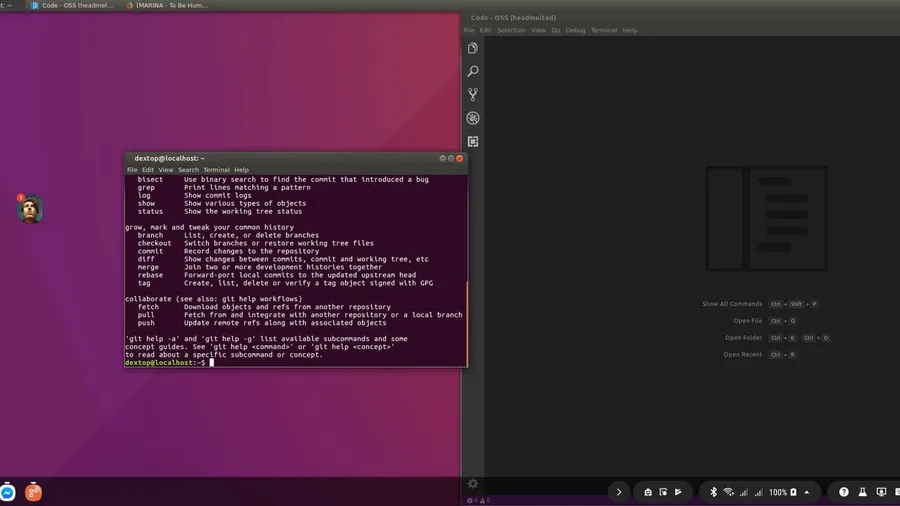 t: ~
Code - OSS (headmelted)
Code - OSS (headme...
[MARINA - To Be Hum...
File Edit Selection View Go Debug Terminal Help
dextop@localhost: ~
File Edit View Search Terminal Help
bisect Use binary search to find the commit that introduced a bug
grep Print lines matching a pattern
log Show commit logs
show Show various types of objects
status Show the working tree status
grow, mark and tweak your common history
branch List, create, or delete branches
checkout Switch branches or restore working tree files
commit Record changes to the repository
diff Show changes between commits, commit and working tree, etc
merge Join two or more development histories together
rebase Forward-port local commits to the updated upstream head
tag Create, list, delete or verify a tag object signed with GPG
collaborate (see also: git help workflows)
fetch Download objects and refs from another repository
pull Fetch from and integrate with another repository or a local branch
push Update remote refs along with associated objects
'git help -a' and 'git help -g' list available subcommands and some
concept guides. See 'git help <command>' or 'git help <concept>'
to read about a specific subcommand or concept.
dextop@localhost:~$
1
Show All Commands Ctrl + Shift + P
Open File Ctrl + O
Open Folder Ctrl + K Ctrl + O
Open Recent Ctrl + R
0 0
100%